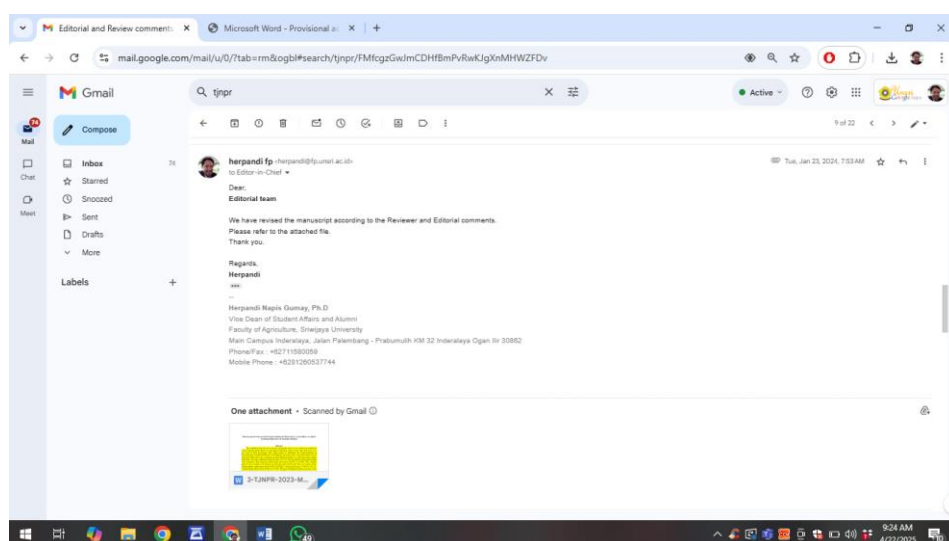 Editorial and Review comments
Microsoft Word - Provisional a
mail.google.com/mail/u/0/?tab=rm&ogbl#search/tjnpr/FMfcgzGwJmCDHfBmPvRwKJgXnMHWZFDv
Gmail
tjnpr
Active
74
Mail
Compose
9 of 22
Chat
Meet
Inbox 74
Starred
Snoozed
Sent
Drafts
More
Labels
herpandi fp <herpandi@fp.unsri.ac.id>
Tue, Jan 23, 2024, 7:53 AM
to Editor-in-Chief
Dear.
Editorial team
We have revised the manuscript according to the Reviewer and Editorial comments.
Please refer to the attached file.
Thank you.
Regards,
Herpandi
--
Herpandi Napis Gumay, Ph.D
Vice Dean of Student Affairs and Alumni
Faculty of Agriculture, Sriwijaya University
Main Campus Inderalaya, Jalan Palembang - Prabumulih KM 32 Inderalaya Ogan Ilir 30862
Phone/Fax : +62711580059
Mobile Phone : +6281260537744
One attachment • Scanned by Gmail
W 3-TJNPR-2023-M...
49
9:24 AM
4/22/2025